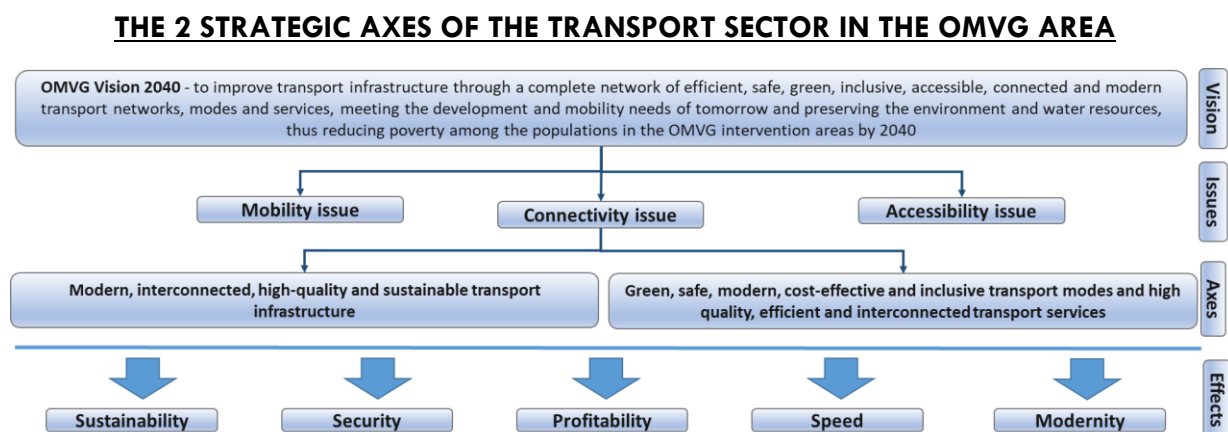 THE 2 STRATEGIC AXES OF THE TRANSPORT SECTOR IN THE OMVG AREA
OMVG Vision 2040 - to improve transport infrastructure through a complete network of efficient, safe, green, inclusive, accessible, connected and modern
transport networks, modes and services, meeting the development and mobility needs of tomorrow and preserving the environment and water resources,
thus reducing poverty among the populations in the OMVG intervention areas by 2040
Vision
Mobility issue
Connectivity issue
Accessibility issue
Issues
Modern, interconnected, high-quality and sustainable transport
infrastructure
Green, safe, modern, cost-effective and inclusive transport modes and high
quality, efficient and interconnected transport services
Axes
Sustainability
Security
Profitability
Speed
Modernity
Effects